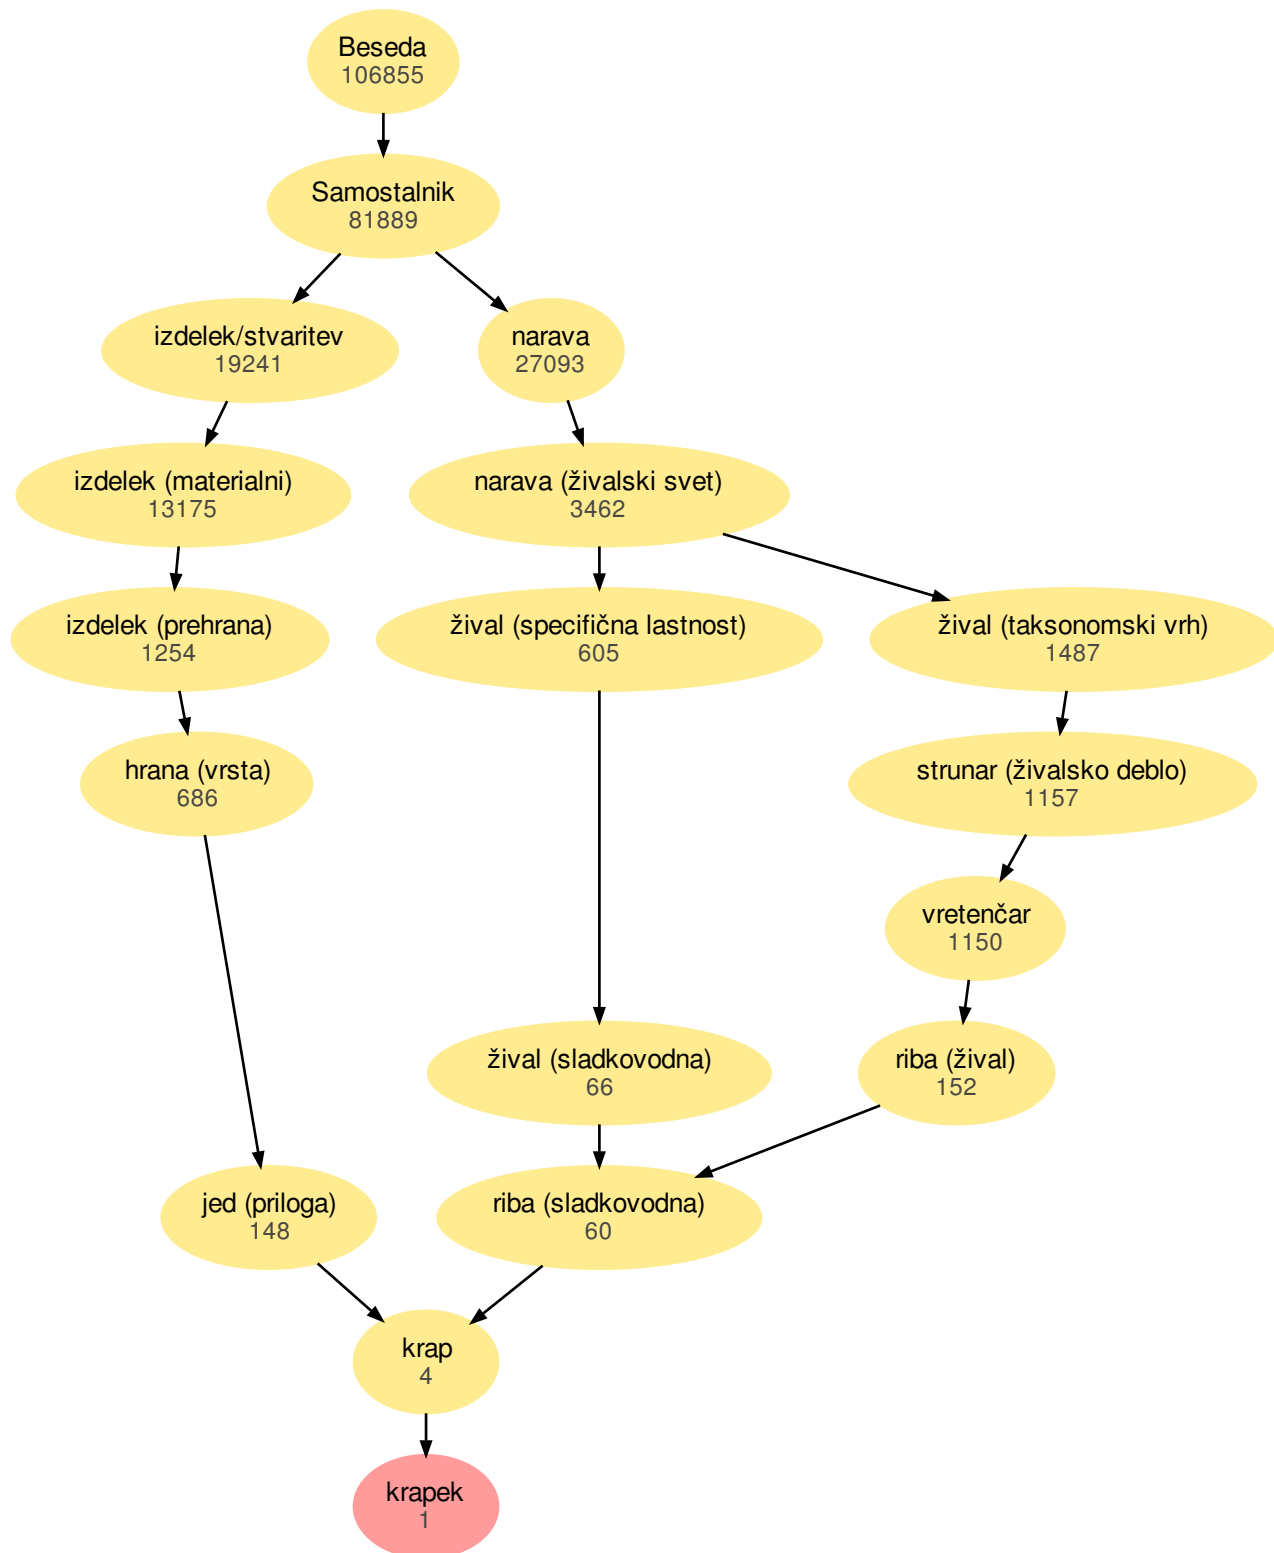 Beseda
106855
Samostalnik
81889
izdelek/stvaritev
19241
narava
27093
izdelek (materialni)
13175
narava (živalski svet)
3462
izdelek (prehrana)
1254
žival (specifična lastnost)
605
žival (taksonomski vrh)
1487
hrana (vrsta)
686
strunar (živalsko deblo)
1157
vretenčar
1150
žival (sladkovodna)
66
riba (žival)
152
jed (priloga)
148
riba (sladkovodna)
60
krap
4
krapek
1